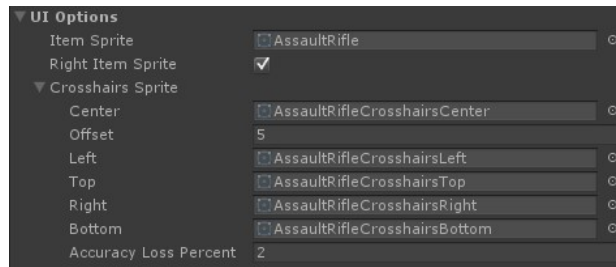 UI Options
Item Sprite AssaultRifle
Right Item Sprite
Crosshairs Sprite
Center AssaultRifleCrosshairsCenter
Offset 5
Left AssaultRifleCrosshairsLeft
Top AssaultRifleCrosshairsTop
Right AssaultRifleCrosshairsRight
Bottom AssaultRifleCrosshairsBottom
Accuracy Loss Percent 2